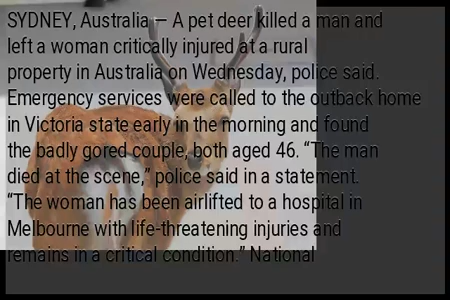 SYDNEY, Australia — A pet deer killed a man and
left a woman critically injured at a rural
property in Australia on Wednesday, police said.
Emergency services were called to the outback home
in Victoria state early in the morning and found
the badly gored couple, both aged 46. “The man
died at the scene,” police said in a statement.
“The woman has been airlifted to a hospital in
Melbourne with life-threatening injuries and
remains in a critical condition.” National